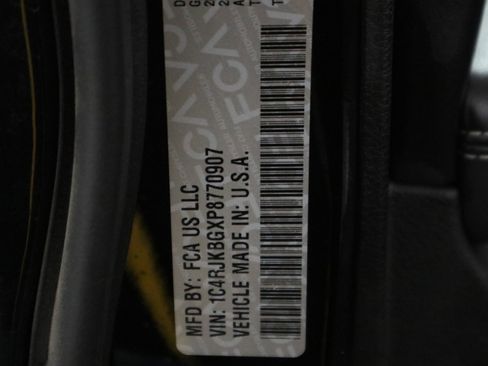 MFD BY: FCA US LLC
VIN: 1C4RJKBGXP8770907
VEHICLE MADE IN: U.S.A.